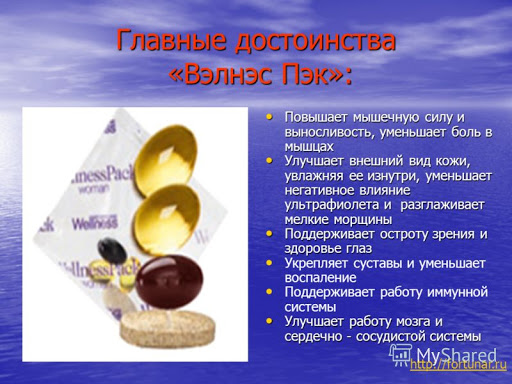 Главные достоинства
«Вэлнэс Пэк»:
• Повышает мышечную силу и
выносливость, уменьшает боль в
мышцах
• Улучшает внешний вид кожи,
увлажняя ее изнутри, уменьшает
негативное влияние
ультрафиолета и разглаживает
мелкие морщины
• Поддерживает остроту зрения и
здоровье глаз
• Укрепляет суставы и уменьшает
воспаление
• Поддерживает работу иммунной
системы
• Улучшает работу мозга и
сердечно - сосудистой системы
llnessPack
woman
Wellness
WellnessPack
MyShared
http://fortunar.ru